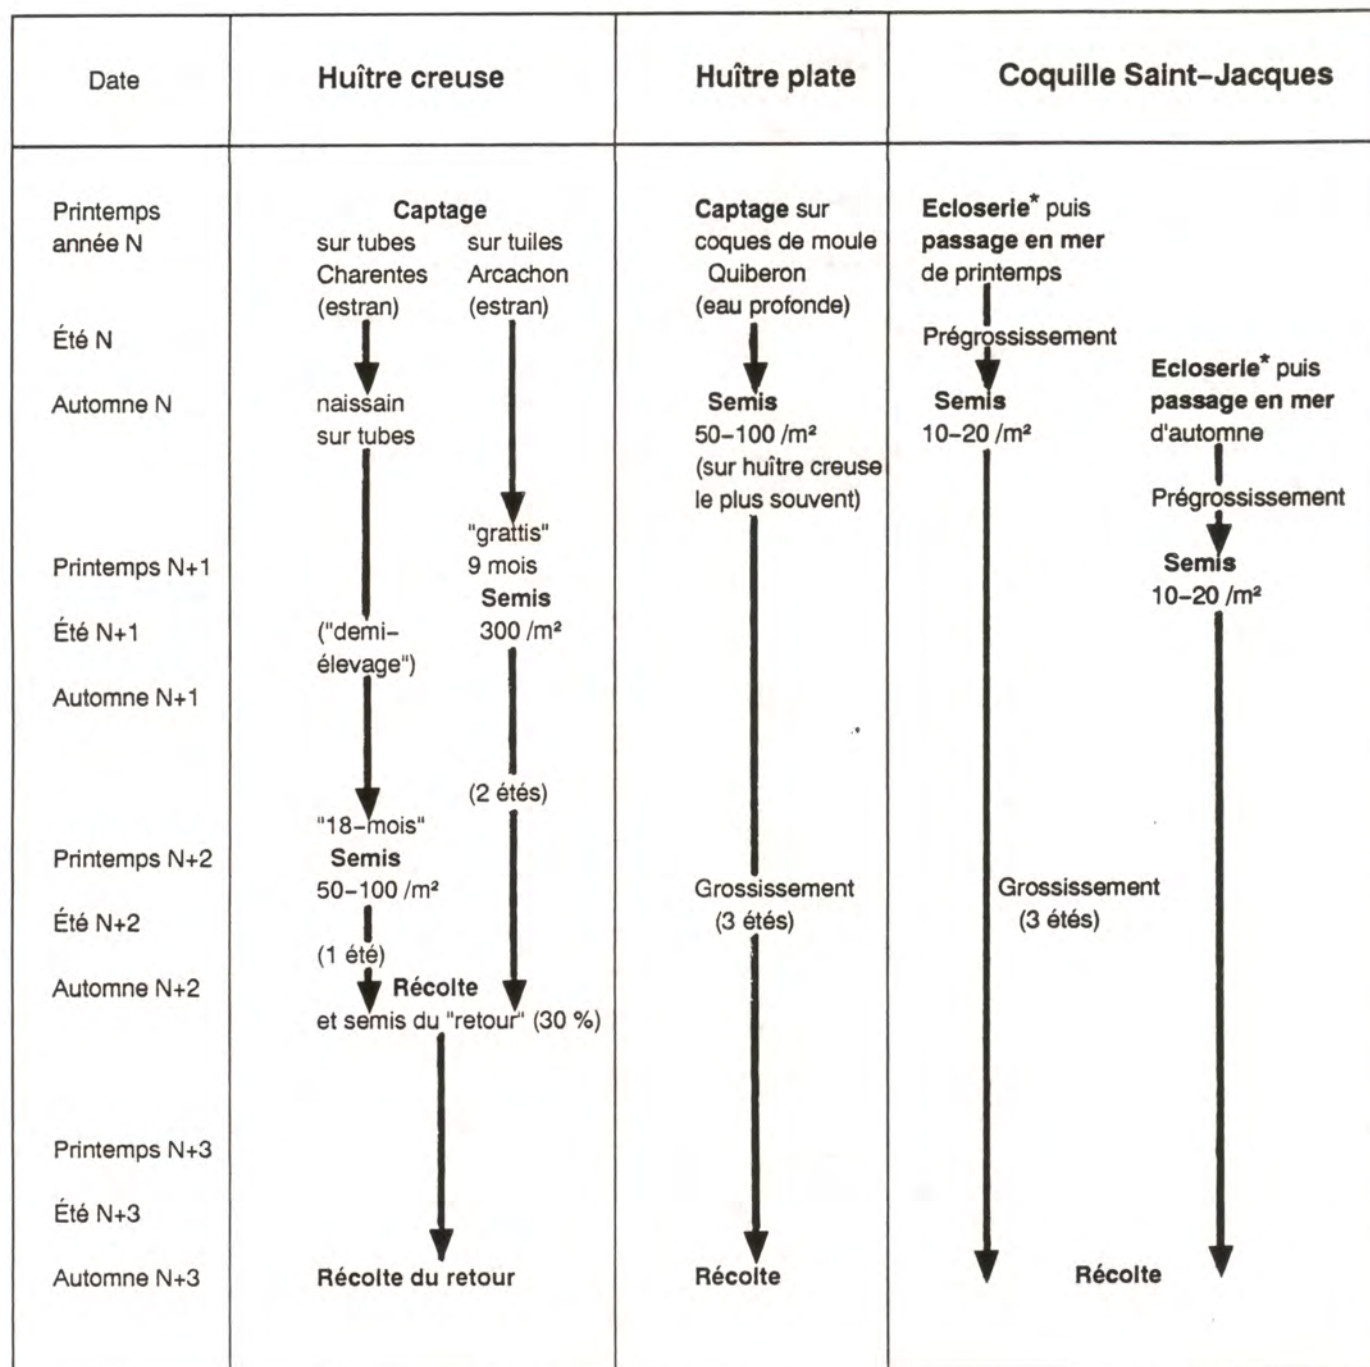 Date
Huître creuse
Huître plate
Coquille Saint–Jacques
Printemps
année N
Été N
Automne N
Printemps N+1
Été N+1
Automne N+1
Printemps N+2
Été N+2
Automne N+2
Printemps N+3
Été N+3
Automne N+3
Captage
sur tubes
Charentes
(estran)
naissain
sur tubes
("demi–
élevage")
"18–mois"
Semis
50–100 /m²
(1 été)
sur tuiles
Arcachon
(estran)
"grattis"
9 mois
Semis
300 /m²
(2 étés)
Récolte
et semis du "retour" (30 %)
Récolte du retour
Captage sur
coques de moule
Quiberon
(eau profonde)
Semis
50–100 /m²
(sur huître creuse
le plus souvent)
Grossissement
(3 étés)
Récolte
Ecloserie* puis
passage en mer
de printemps
Prégrossissement
Semis
10–20 /m²
Ecloserie* puis
passage en mer
d'automne
Prégrossissement
Semis
10–20 /m²
Grossissement
(3 étés)
Récolte